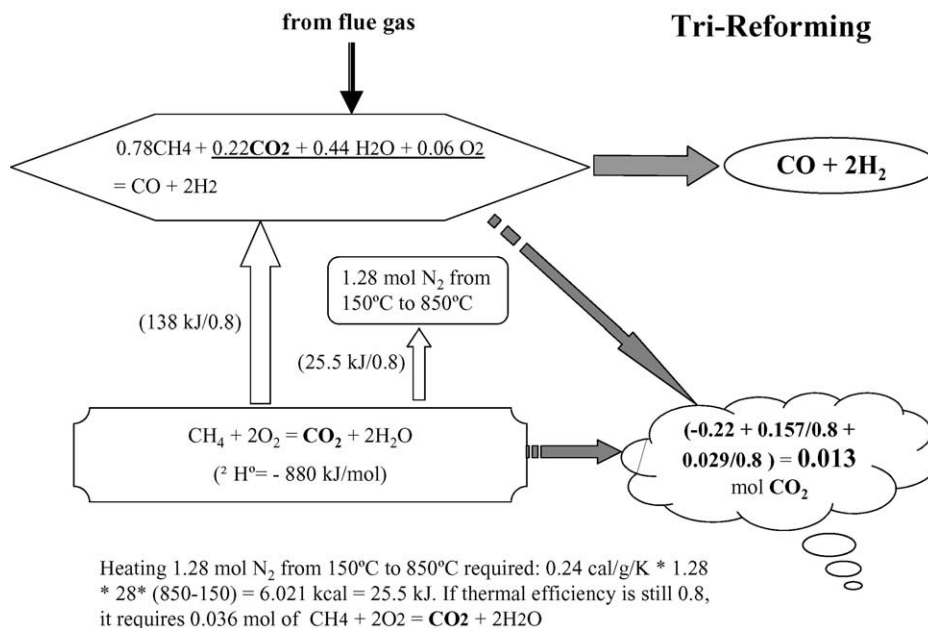 from flue gas
Tri-Reforming
0.78CH4 + 0.22CO2 + 0.44 H2O + 0.06 O2
= CO + 2H2
CO + 2H₂
1.28 mol N₂ from
150ºC to 850ºC
(138 kJ/0.8)
(25.5 kJ/0.8)
CH₄ + 2O₂ = CO₂ + 2H₂O
(² Hº= - 880 kJ/mol)
(-0.22 + 0.157/0.8 +
0.029/0.8 ) = 0.013
mol CO₂
Heating 1.28 mol N₂ from 150ºC to 850ºC required: 0.24 cal/g/K * 1.28
* 28* (850-150) = 6.021 kcal = 25.5 kJ. If thermal efficiency is still 0.8,
it requires 0.036 mol of CH4 + 2O2 = CO2 + 2H2O